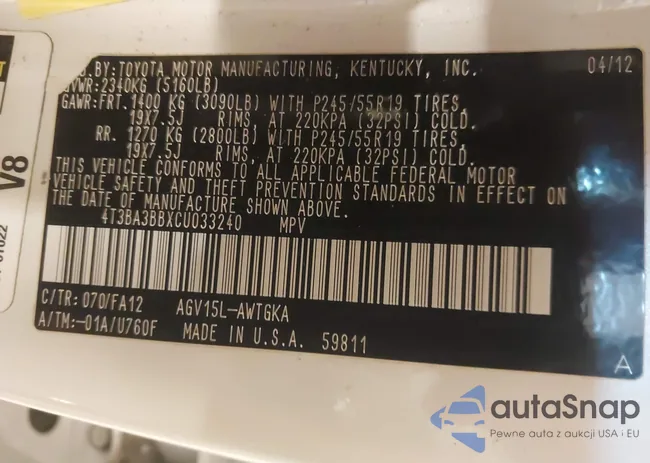 MFD. BY: TOYOTA MOTOR MANUFACTURING, KENTUCKY, INC. 04/12
GVWR: 2340KG (5160LB)
GAWR: FRT. 1400 KG (3090LB) WITH P245/55R19 TIRES,
19X7.5J RIMS, AT 220KPA (32PSI) COLD.
RR. 1270 KG (2800LB) WITH P245/55R19 TIRES,
19X7.5J RIMS, AT 220KPA (32PSI) COLD.
THIS VEHICLE CONFORMS TO ALL APPLICABLE FEDERAL MOTOR
VEHICLE SAFETY AND THEFT PREVENTION STANDARDS IN EFFECT ON
THE DATE OF MANUFACTURE SHOWN ABOVE.
4T3BA3BBXCU033240 MPV
C/TR: 070/FA12 AGV15L-AWTGKA
A/TM:-01A/U760F MADE IN U.S.A. 59811
A
V8
autaSnap
Pewne auta z aukcji USA i EU